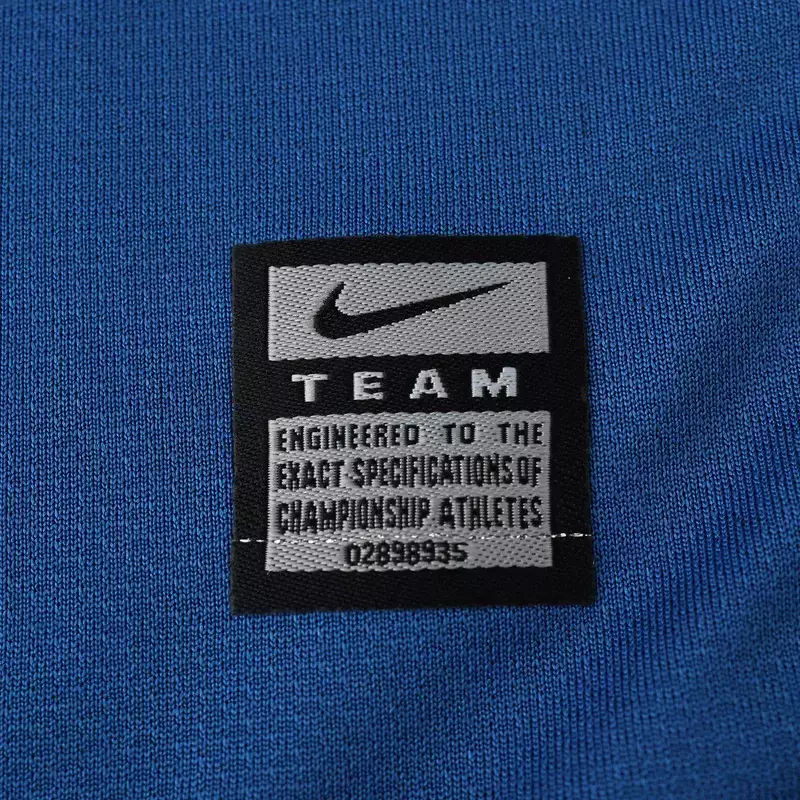 TEAM
ENGINEERED TO THE
EXACT SPECIFICATIONS OF
CHAMPIONSHIP ATHLETES
02898935